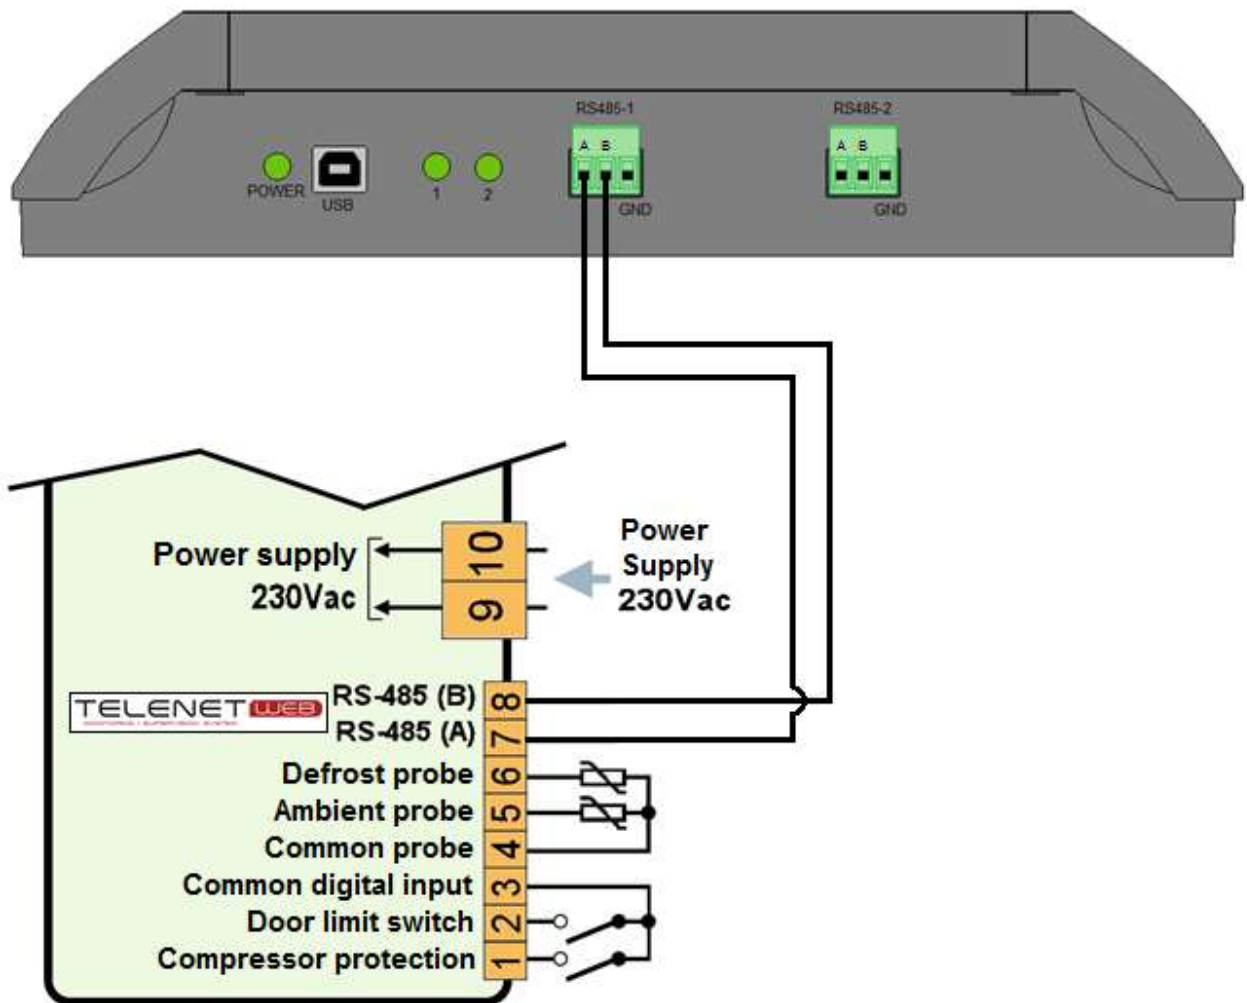 RS485-1
RS485-2
A B
A B
POWER
USB
1
2
GND
GND
Power supply
230Vac
10
9
Power
Supply
230Vac
TELENET WEB
RS-485 (B) 8
RS-485 (A) 7
Defrost probe 6
Ambient probe 5
Common probe 4
Common digital input 3
Door limit switch 2
Compressor protection 1